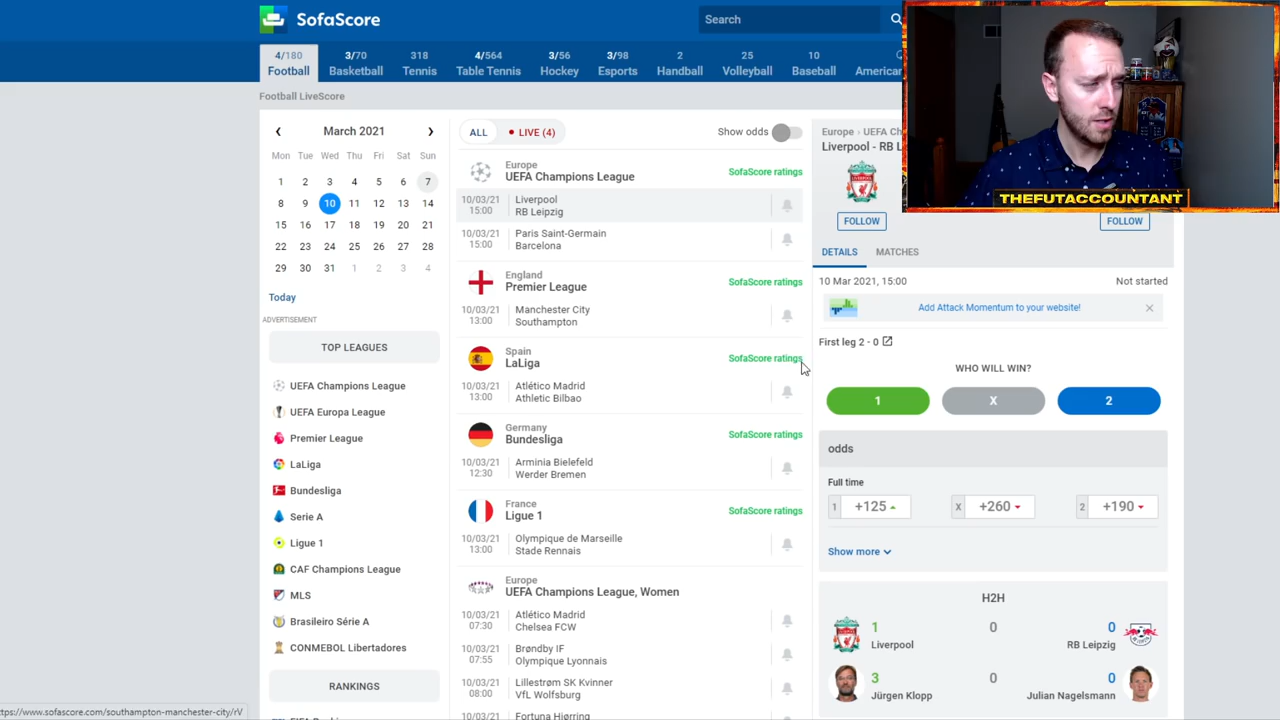 SofaScore
Search
4/180
Football
3/70
Basketball
318
Tennis
4/564
Table Tennis
3/56
Hockey
3/98
Esports
2
Handball
25
Volleyball
10
Baseball
American
Football LiveScore
March 2021
Mon Tue Wed Thu Fri Sat Sun
1 2 3 4 5 6 7
8 9 10 11 12 13 14
15 16 17 18 19 20 21
22 23 24 25 26 27 28
29 30 31 1 2 3 4
Today
ADVERTISEMENT
TOP LEAGUES
UEFA Champions League
UEFA Europa League
Premier League
LaLiga
Bundesliga
Serie A
Ligue 1
CAF Champions League
MLS
Brasileiro Série A
CONMEBOL Libertadores
RANKINGS
ttps://www.sofascore.com/southampton-manchester-city/rV
ALL
LIVE (4)
Show odds
Europe
UEFA Champions League
SofaScore ratings
10/03/21 Liverpool
15:00 RB Leipzig
10/03/21 Paris Saint-Germain
15:00 Barcelona
England
Premier League
SofaScore ratings
10/03/21 Manchester City
13:00 Southampton
Spain
LaLiga
SofaScore ratings
10/03/21 Atlético Madrid
13:00 Athletic Bilbao
Germany
Bundesliga
SofaScore ratings
10/03/21 Arminia Bielefeld
12:30 Werder Bremen
France
Ligue 1
SofaScore ratings
10/03/21 Olympique de Marseille
13:00 Stade Rennais
Europe
UEFA Champions League, Women
10/03/21 Atlético Madrid
07:30 Chelsea FCW
10/03/21 Brøndby IF
07:55 Olympique Lyonnais
10/03/21 Lillestrøm SK Kvinner
08:00 VfL Wolfsburg
10/03/21 Fortuna Hjørring
Europe › UEFA Ch
Liverpool - RB L
THEFUTACCOUNTANT
FOLLOW
FOLLOW
DETAILS
MATCHES
10 Mar 2021, 15:00
Not started
Add Attack Momentum to your website!
First leg 2 - 0
WHO WILL WIN?
1 X 2
odds
Full time
1 +125
X +260
2 +190
Show more
H2H
1 0 0
Liverpool
RB Leipzig
3 0 0
Jürgen Klopp
Julian Nagelsmann